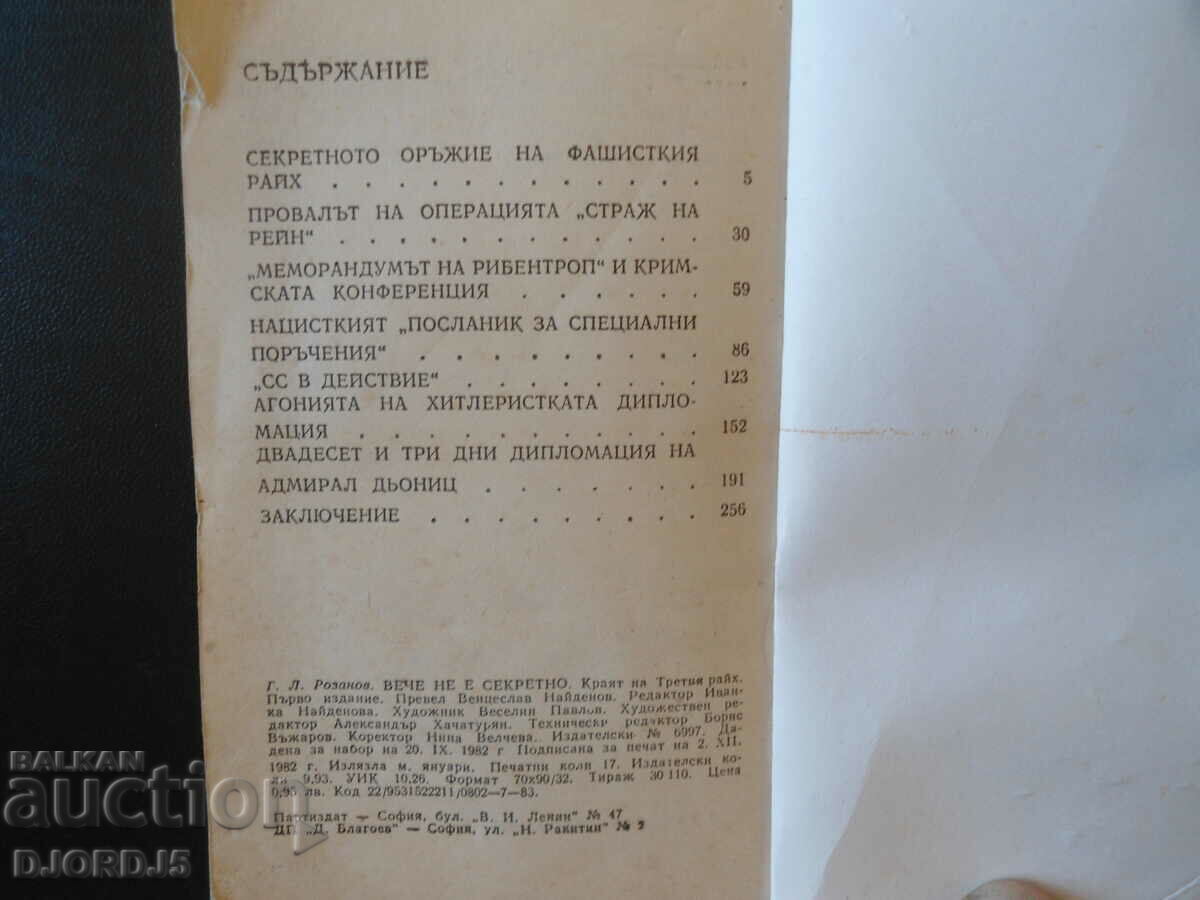 СЪДЪРЖАНИЕ
СЕКРЕТНОТО ОРЪЖИЕ НА ФАШИСТКИЯ
РАЙХ . . . . . . . . . . . . . 5
ПРОВАЛЪТ НА ОПЕРАЦИЯТА „СТРАЖ НА
РЕЙН“ . . . . . . . . . . . . . 30
„МЕМОРАНДУМЪТ НА РИБЕНТРОП“ И КРИМ-
СКАТА КОНФЕРЕНЦИЯ . . . . . . 59
НАЦИСТКИЯТ „ПОСЛАНИК ЗА СПЕЦИАЛНИ
ПОРЪЧЕНИЯ“ . . . . . . . . . . 86
„СС В ДЕЙСТВИЕ“ . . . . . . . . 123
АГОНИЯТА НА ХИТЛЕРИСТКАТА ДИПЛО-
МАЦИЯ . . . . . . . . . . . . 152
ДВАДЕСЕТ И ТРИ ДНИ ДИПЛОМАЦИЯ НА
АДМИРАЛ ДЬОНИЦ . . . . . . . 191
ЗАКЛЮЧЕНИЕ . . . . . . . . . 256
Г. Л. Розанов. ВЕЧЕ НЕ Е СЕКРЕТНО. Краят на Третия райх.
Първо издание. Превел Венцеслав Найденов. Редактор Иван-
ка Найденова. Художник Веселин Павлов. Художествен ре-
дактор Александър Хачатурян. Технически редактор Борис
Въжаров. Коректор Нина Велчева. Издателски № 6997. Да-
дена за набор на 20. IX. 1982 г Подписана за печат на 2. XII.
1982 г. Излязла м. януари. Печатни коли 17. Издателски ко-
ли 9,93. УИК 10,26. Формат 70х90/32. Тираж 30 110. Цена
0,95 лв. Код 22/9531522211/0802—7—83.
Партиздат — София, бул. „В. И. Ленин“ № 47
ДП „Д. Благоев“ — София, ул. „Н. Ракитин“ № 2
BALKAN
auction
DJORDJ5